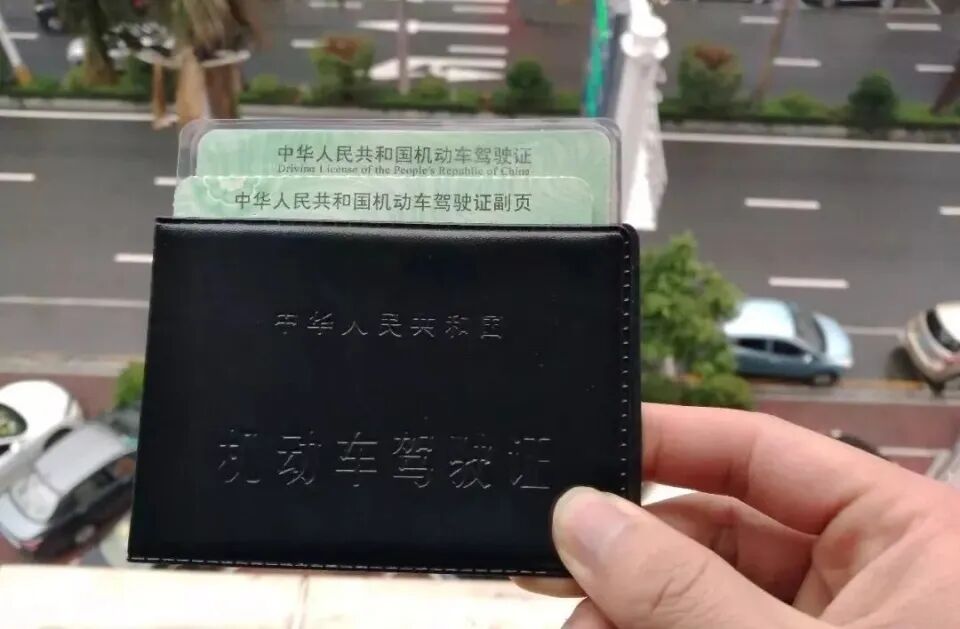 中华人民共和国机动车驾驶证
Driving License of the People's Republic of China
中华人民共和国机动车驾驶证副页
中华人民共和国
机动车驾驶证